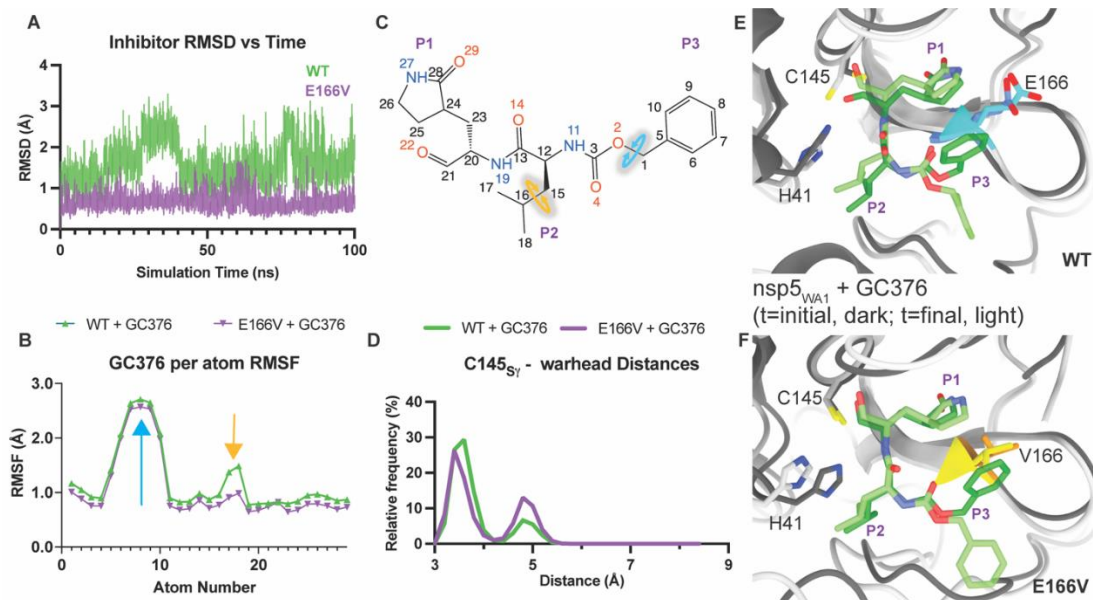 A
Inhibitor RMSD vs Time
WT
E166V
RMSD (Å)
4
3
2
1
0
0
50
100
Simulation Time (ns)
WT + GC376
E166V + GC376
B
GC376 per atom RMSF
RMSF (Å)
3.0
2.0
1.0
0.0
0
10
20
Atom Number
C
P1
P3
27
NH
28
O
29
26
24
25
23
14
O
22
O
21
20
NH
19
13
12
11
NH
3
O
4
O
2
1
5
10
9
8
7
6
17
16
15
18
P2
WT + GC376
E166V + GC376
D
C145Sγ - warhead Distances
Relative frequency (%)
40
30
20
10
0
3
4
5
6
7
8
9
Distance (Å)
E
P1
C145
E166
H41
P3
P2
WT
nsp5WA1 + GC376
(t=initial, dark; t=final, light)
F
P1
C145
V166
H41
P3
P2
E166V